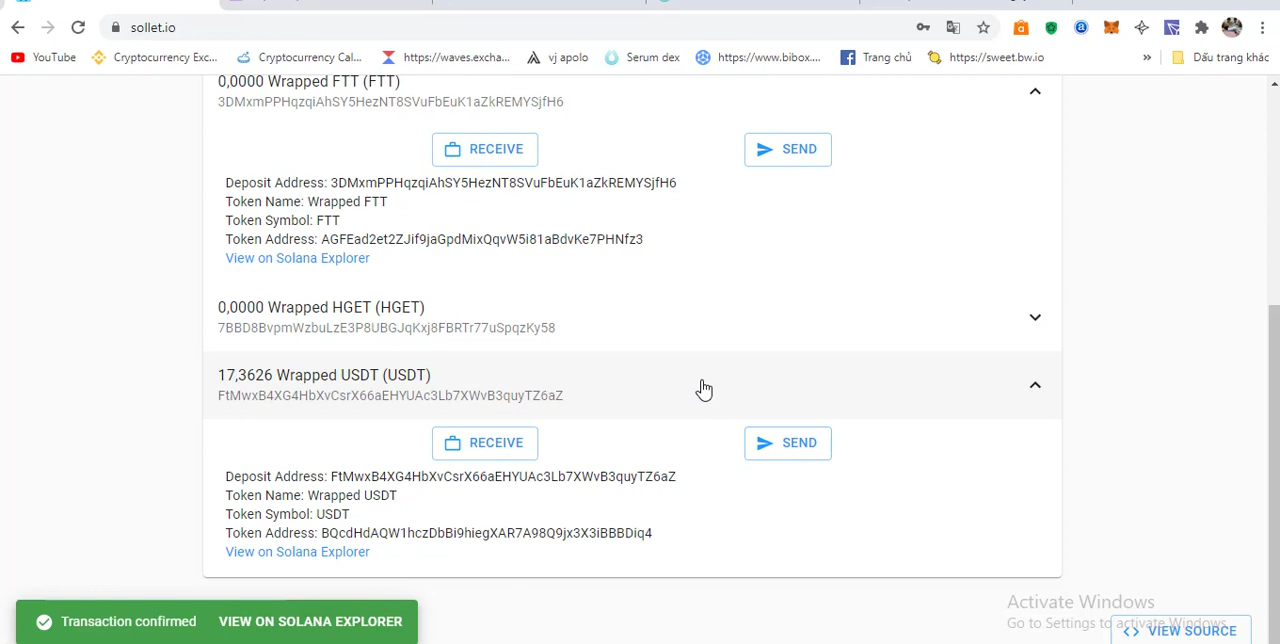 sollet.io
YouTube
Cryptocurrency Exc...
Cryptocurrency Cal...
https://waves.excha...
vj apolo
Serum dex
https://www.bibox....
Trang chủ
https://sweet.bw.io
»
Dấu trang khác
0,0000 Wrapped FTT (FTT)
3DMxmPPHqzqiAhSY5HezNT8SVuFbEuK1aZkREMYSjfH6
RECEIVE
SEND
Deposit Address: 3DMxmPPHqzqiAhSY5HezNT8SVuFbEuK1aZkREMYSjfH6
Token Name: Wrapped FTT
Token Symbol: FTT
Token Address: AGFEad2et2ZJif9jaGpdMixQqvW5i81aBdvKe7PHNfz3
View on Solana Explorer
0,0000 Wrapped HGET (HGET)
7BBD8BvpmWzbuLzE3P8UBGJqKxj8FBRTr77uSpqzKy58
17,3626 Wrapped USDT (USDT)
FtMwxB4XG4HbXvCsrX66aEHYUAc3Lb7XWvB3quyTZ6aZ
RECEIVE
SEND
Deposit Address: FtMwxB4XG4HbXvCsrX66aEHYUAc3Lb7XWvB3quyTZ6aZ
Token Name: Wrapped USDT
Token Symbol: USDT
Token Address: BQcdHdAQW1hczDbBi9hiegXAR7A98Q9jx3X3iBBBDiq4
View on Solana Explorer
Transaction confirmed
VIEW ON SOLANA EXPLORER
Activate Windows
Go to Settings to activate Windows.
VIEW SOURCE